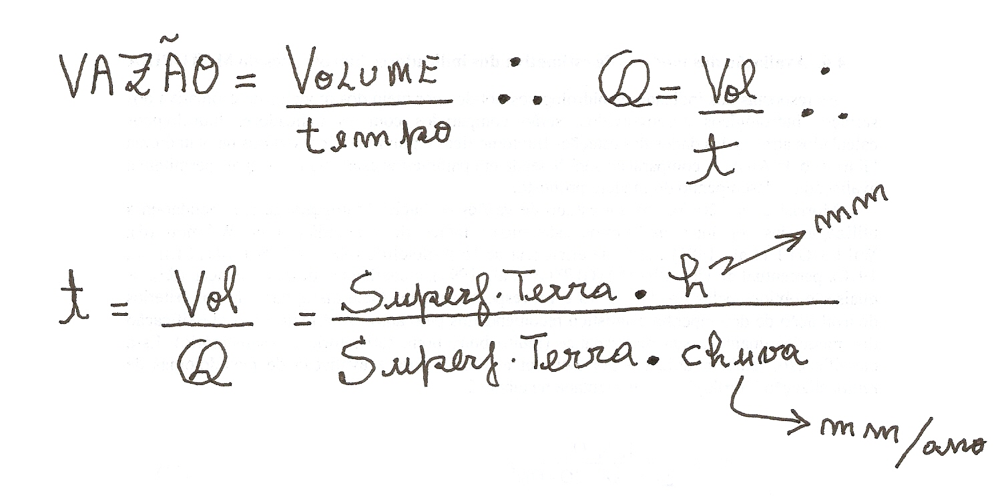 VAZÃO = VOLUME / tempo ∴ Q = Vol / t ∴
mm
t = Vol / Q = Superf. Terra . h / Superf. Terra . chuva
mm/ano